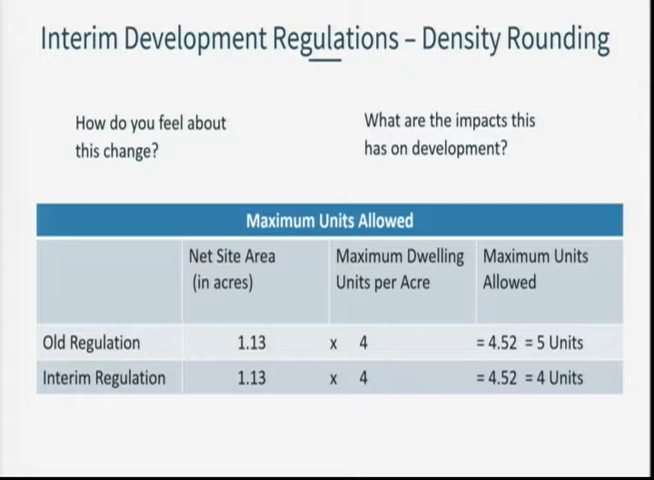 Interim Development Regulations – Density Rounding
How do you feel about
this change?
What are the impacts this
has on development?
Maximum Units Allowed
Net Site Area
(in acres)
Maximum Dwelling
Units per Acre
Maximum Units
Allowed
Old Regulation 1.13 x 4 = 4.52 = 5 Units
Interim Regulation 1.13 x 4 = 4.52 = 4 Units